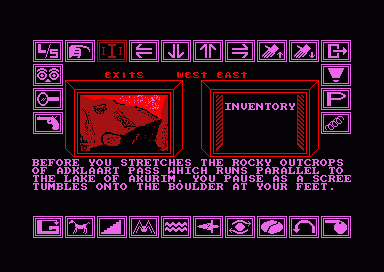 L/S
EXITS WEST EAST
INVENTORY
BEFORE YOU STRETCHES THE ROCKY OUTCROPS
OF ADKLAART PASS WHICH RUNS PARALLEL TO
THE LAKE OF AKURIM. YOU PAUSE AS A SCREE
TUMBLES ONTO THE BOULDER AT YOUR FEET.